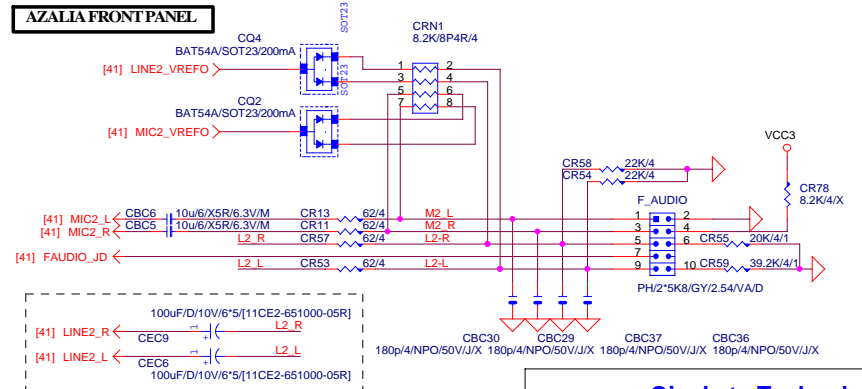 AZALIA FRONT PANEL
SOT23
CQ4
BAT54A/SOT23/200mA
[41] LINE2_VREFO
SOT23
CRN1
8.2K/8P4R/4
1 2
3 4
5 6
7 8
CQ2
BAT54A/SOT23/200mA
[41] MIC2_VREFO
VCC3
CR58 22K/4
CR54 22K/4
CR78
8.2K/4/X
F_AUDIO
[41] MIC2_L CBC6 10u/6/X5R/6.3V/M CR13 62/4 M2_L 1 2
[41] MIC2_R CBC5 10u/6/X5R/6.3V/M CR11 62/4 M2_R 3 4
L2_R CR57 62/4 L2-R 5 6 CR55 20K/4/1
[41] FAUDIO_JD 7
L2_L CR53 62/4 L2-L 9 10 CR59 39.2K/4/1
PH/2*5K8/GY/2.54/VA/D
100uF/D/10V/6*5/[11CE2-651000-05R]
[41] LINE2_R 1 + L2_R
CEC9
[41] LINE2_L 1 + L2_L
CEC6
100uF/D/10V/6*5/[11CE2-651000-05R]
CBC30 CBC29 CBC37 CBC36
180p/4/NPO/50V/J/X 180p/4/NPO/50V/J/X 180p/4/NPO/50V/J/X 180p/4/NPO/50V/J/X